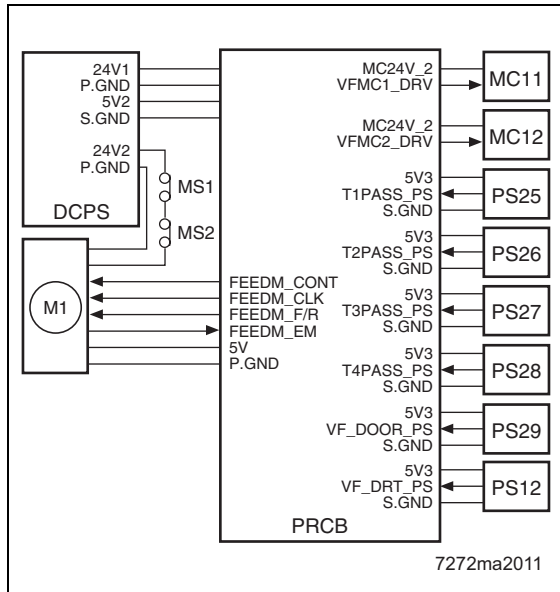 24V1
P.GND
5V2
S.GND
24V2
P.GND
DCPS
MS1
MS2
M1
FEEDM_CONT
FEEDM_CLK
FEEDM_F/R
FEEDM_EM
5V
P.GND
MC24V_2
VFMC1_DRV
MC11
MC24V_2
VFMC2_DRV
MC12
5V3
T1PASS_PS
S.GND
PS25
5V3
T2PASS_PS
S.GND
PS26
5V3
T3PASS_PS
S.GND
PS27
5V3
T4PASS_PS
S.GND
PS28
5V3
VF_DOOR_PS
S.GND
PS29
5V3
VF_DRT_PS
S.GND
PS12
PRCB
7272ma2011